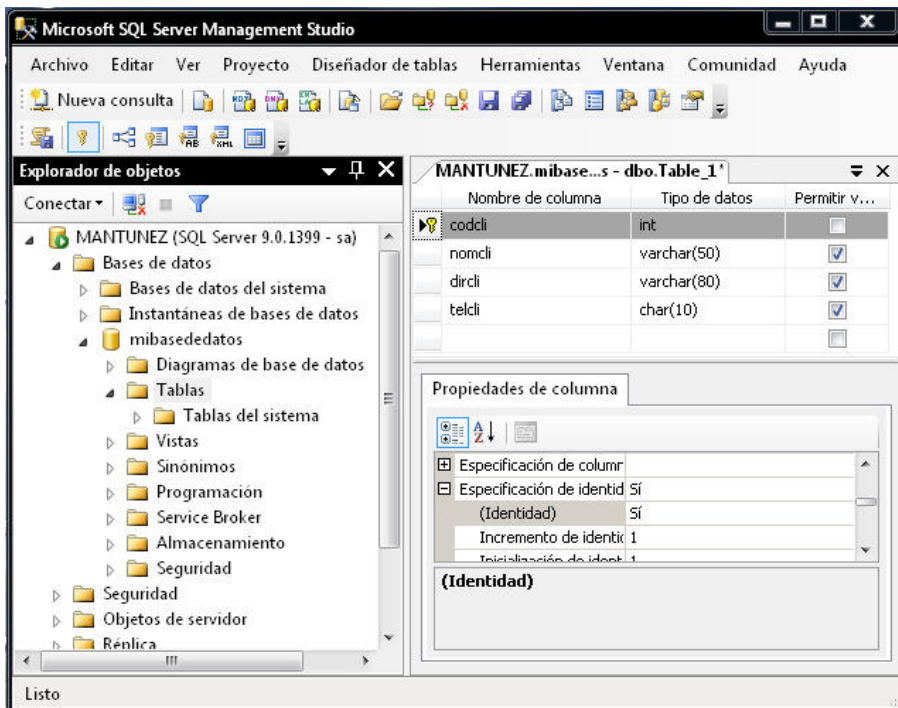 Microsoft SQL Server Management Studio
Archivo Editar Ver Proyecto Diseñador de tablas Herramientas Ventana Comunidad Ayuda
Nueva consulta
Explorador de objetos
Conectar
MANTUNEZ (SQL Server 9.0.1399 - sa)
Bases de datos
Bases de datos del sistema
Instantáneas de bases de datos
mibasededatos
Diagramas de base de datos
Tablas
Tablas del sistema
Vistas
Sinónimos
Programación
Service Broker
Almacenamiento
Seguridad
Seguridad
Objetos de servidor
Réplica
MANTUNEZ.mibase...s - dbo.Table_1*
Nombre de columna Tipo de datos Permitir v...
codcli int
nomcli varchar(50)
dircli varchar(80)
telcli char(10)
Propiedades de columna
Especificación de column
Especificación de identid Sí
(Identidad) Sí
Incremento de identic 1
Inicialización de ident 1
(Identidad)
Listo